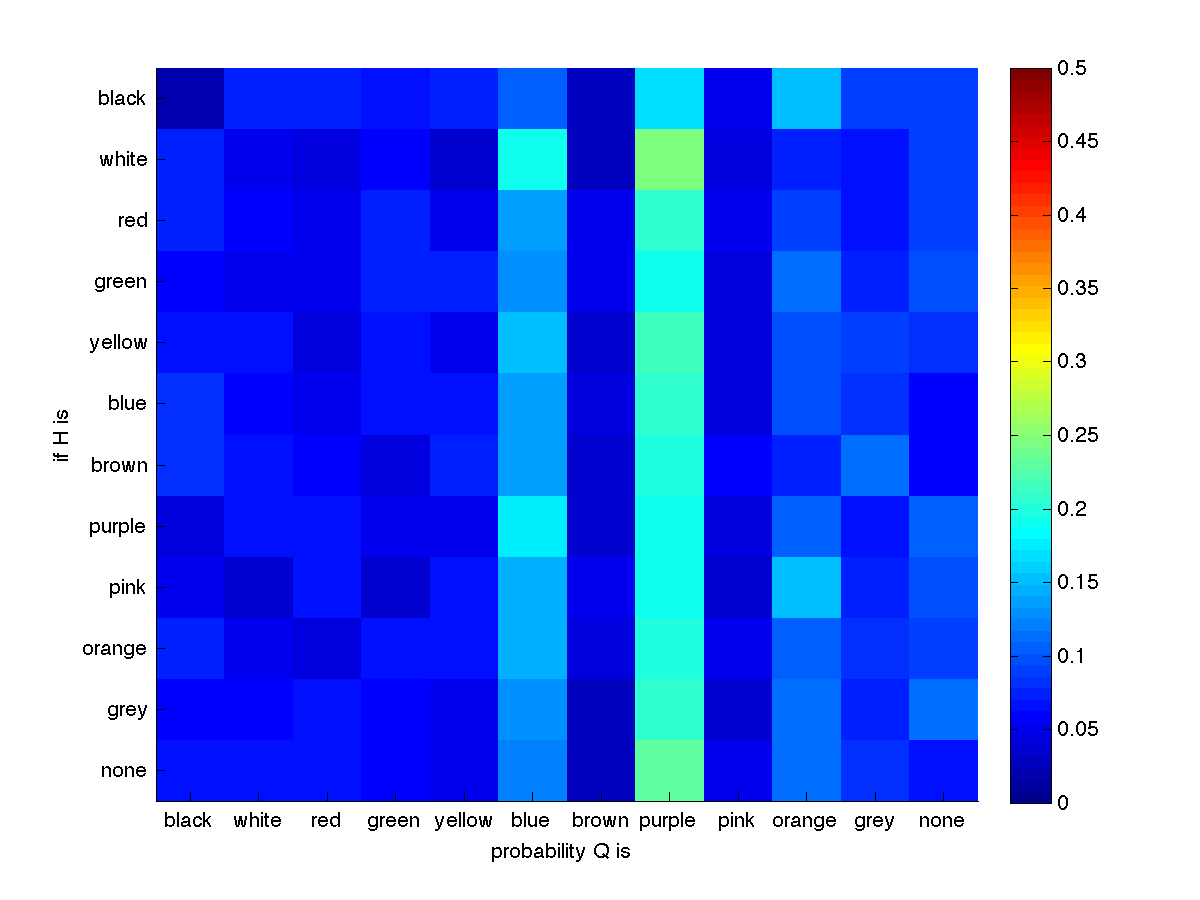 black
white
red
green
yellow
blue
brown
purple
pink
orange
grey
none
if H is
black white red green yellow blue brown purple pink orange grey none
probability Q is
0.5
0.45
0.4
0.35
0.3
0.25
0.2
0.15
0.1
0.05
0